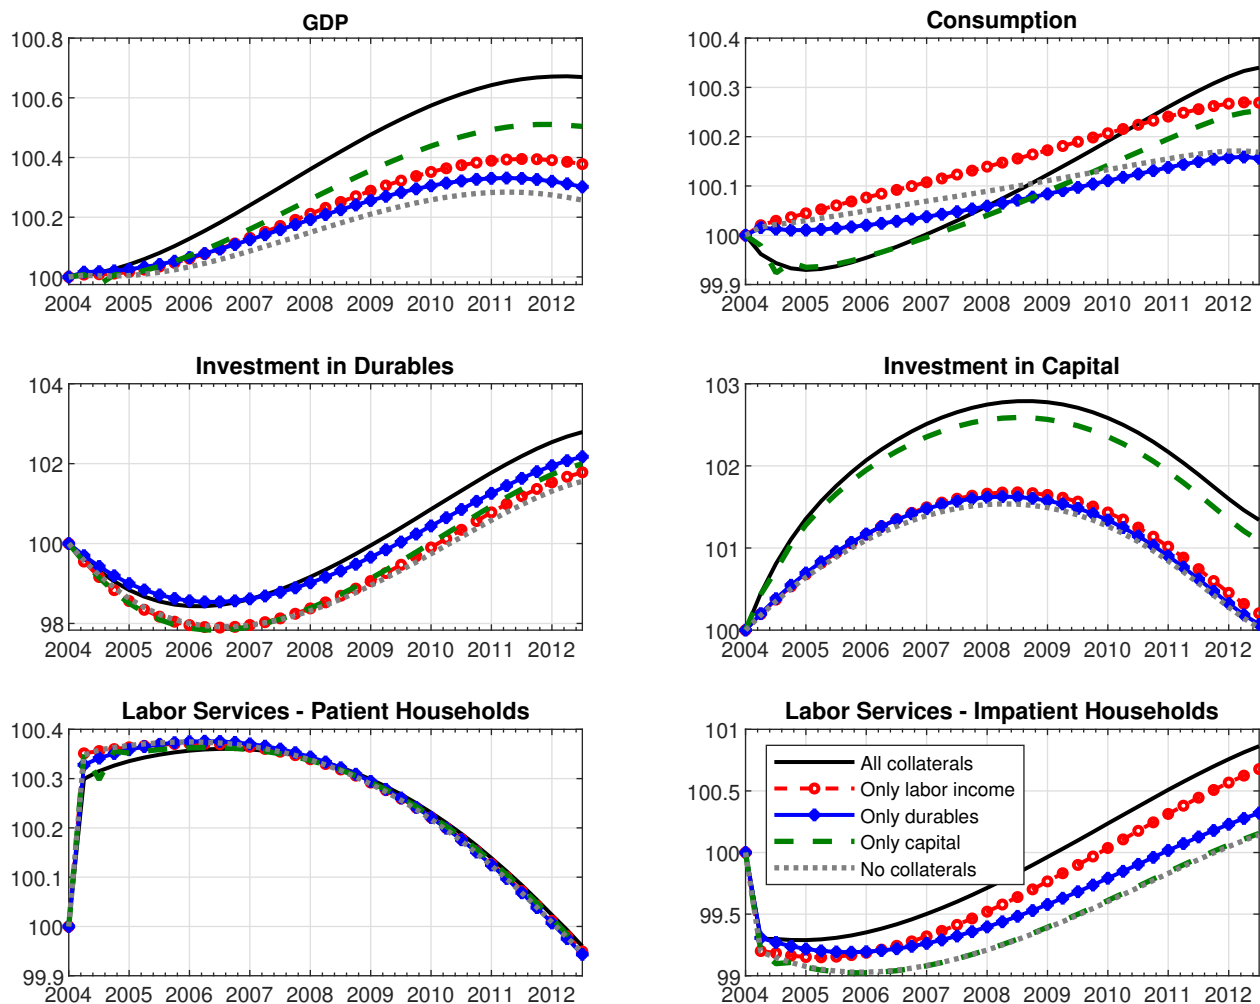 GDP
100.8
100.6
100.4
100.2
100
2004 2005 2006 2007 2008 2009 2010 2011 2012
Consumption
100.4
100.3
100.2
100.1
100
99.9
2004 2005 2006 2007 2008 2009 2010 2011 2012
Investment in Durables
104
102
100
98
2004 2005 2006 2007 2008 2009 2010 2011 2012
Investment in Capital
103
102
101
100
2004 2005 2006 2007 2008 2009 2010 2011 2012
Labor Services - Patient Households
100.4
100.3
100.2
100.1
100
99.9
2004 2005 2006 2007 2008 2009 2010 2011 2012
Labor Services - Impatient Households
101
100.5
100
99.5
99
2004 2005 2006 2007 2008 2009 2010 2011 2012
All collaterals
Only labor income
Only durables
Only capital
No collaterals